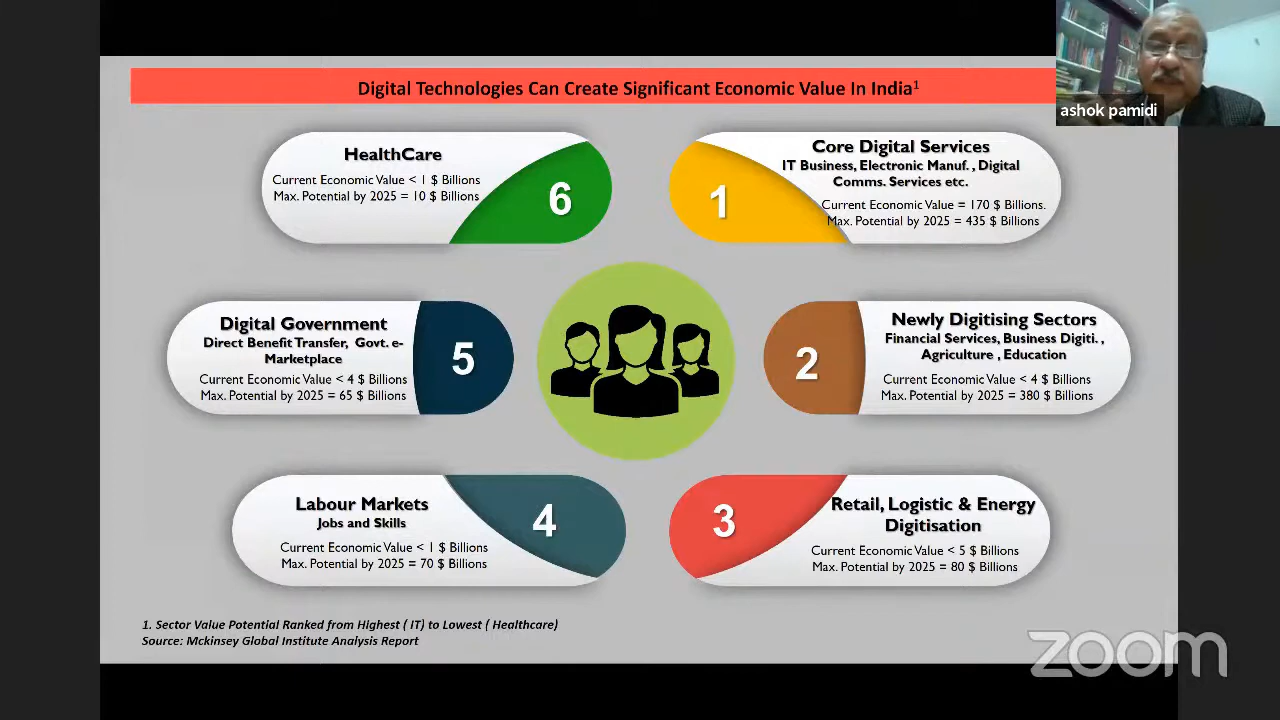 Digital Technologies Can Create Significant Economic Value In India¹
ashok pamidi
HealthCare
Current Economic Value < 1 $ Billions
Max. Potential by 2025 = 10 $ Billions
6
1
Core Digital Services
IT Business, Electronic Manuf. , Digital
Comms. Services etc.
Current Economic Value = 170 $ Billions.
Max. Potential by 2025 = 435 $ Billions
Digital Government
Direct Benefit Transfer, Govt. e-
Marketplace
Current Economic Value < 4 $ Billions
Max. Potential by 2025 = 65 $ Billions
5
2
Newly Digitising Sectors
Financial Services, Business Digiti. ,
Agriculture , Education
Current Economic Value < 4 $ Billions
Max. Potential by 2025 = 380 $ Billions
Labour Markets
Jobs and Skills
Current Economic Value < 1 $ Billions
Max. Potential by 2025 = 70 $ Billions
4
3
Retail, Logistic & Energy
Digitisation
Current Economic Value < 5 $ Billions
Max. Potential by 2025 = 80 $ Billions
1. Sector Value Potential Ranked from Highest ( IT) to Lowest ( Healthcare)
Source: Mckinsey Global Institute Analysis Report
zoom